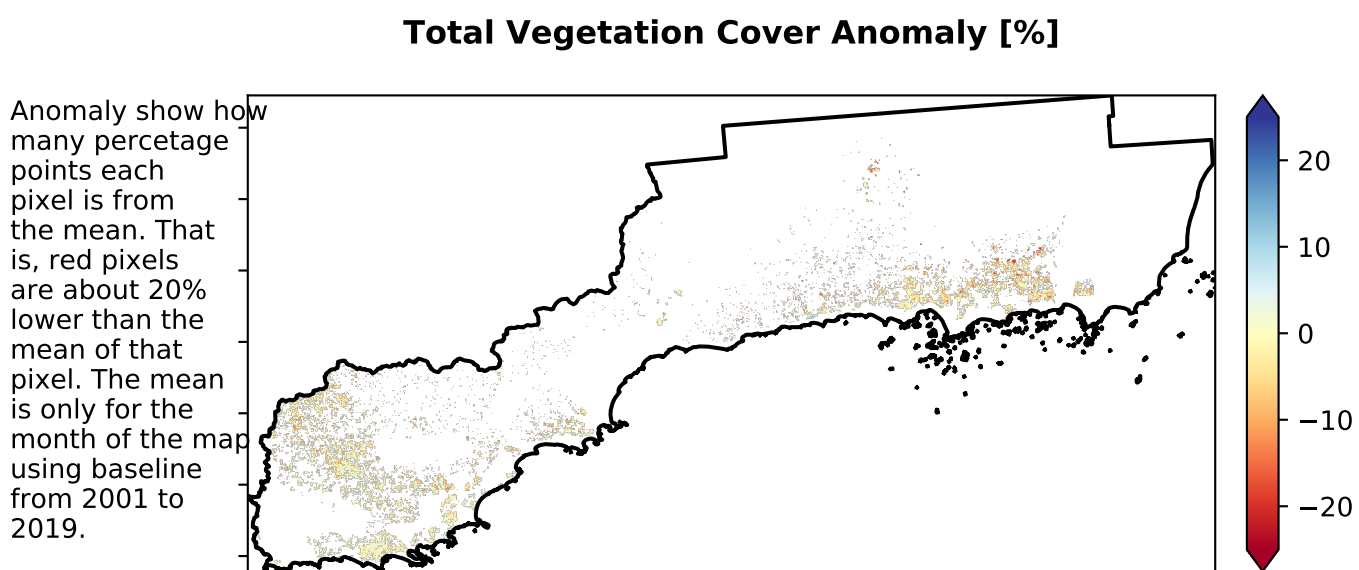 Total Vegetation Cover Anomaly [%]
Anomaly show how
many percetage
points each
pixel is from
the mean. That
is, red pixels
are about 20%
lower than the
mean of that
pixel. The mean
is only for the
month of the map
using baseline
from 2001 to
2019.
20
10
0
−10
−20